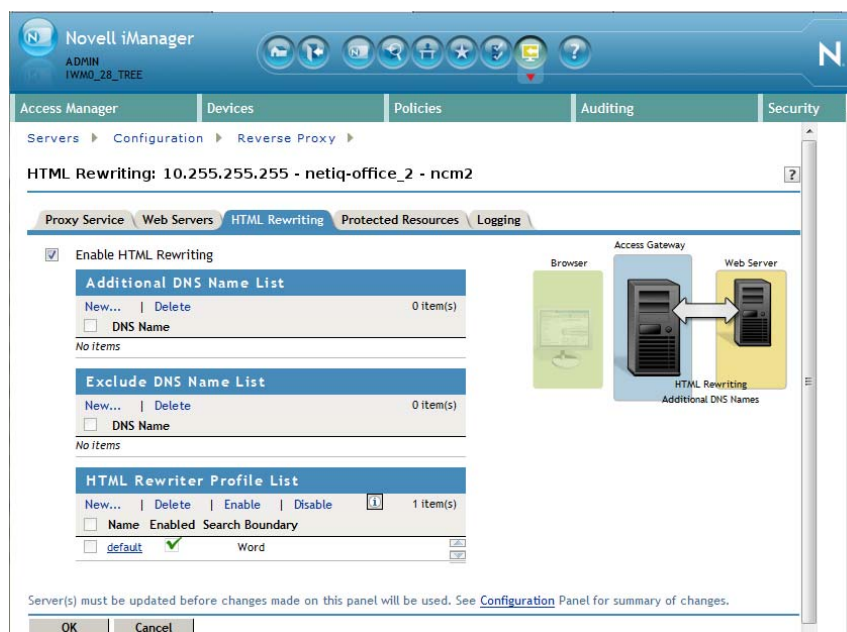 Novell iManager
ADMIN
IWM0_28_TREE
N
Access Manager Devices Policies Auditing Security
Servers Configuration Reverse Proxy
HTML Rewriting: 10.255.255.255 - netiq-office_2 - ncm2
?
Proxy Service Web Servers HTML Rewriting Protected Resources Logging
Enable HTML Rewriting
Additional DNS Name List
New... | Delete 0 item(s)
DNS Name
No items
Exclude DNS Name List
New... | Delete 0 item(s)
DNS Name
No items
HTML Rewriter Profile List
New... | Delete | Enable | Disable 1 item(s)
Name Enabled Search Boundary
default Word
Access Gateway
Browser Web Server
HTML Rewriting
Additional DNS Names
Server(s) must be updated before changes made on this panel will be used. See Configuration Panel for summary of changes.
OK Cancel